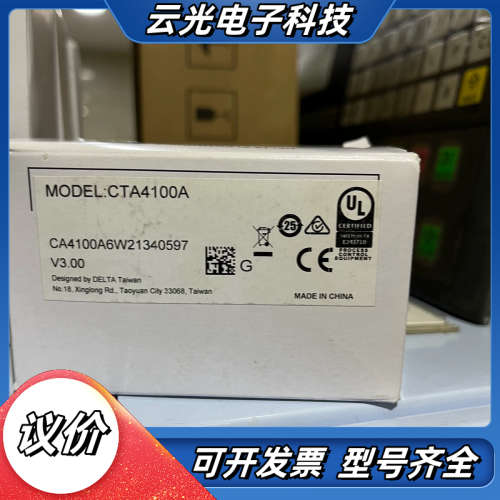 云光电子科技
MODEL:CTA4100A
CA4100A6W21340597
V3.00
G
Designed by DELTA Taiwan
No.18, Xinglong Rd., Taoyuan City 33068, Taiwan
25
UL
CERTIFIED
PROCESS
CONTROL
EQUIPMENT
MADE IN CHINA
议价
可开发票 型号齐全